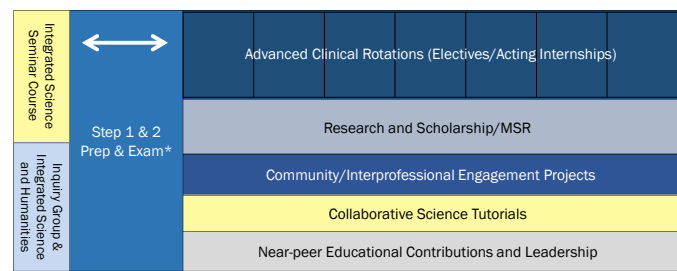 Integrated Science
Seminar Course
Inquiry Group &
Integrated Science
and Humanities
Step 1 & 2
Prep & Exam*
Advanced Clinical Rotations (Electives/Acting Internships)
Research and Scholarship/MSR
Community/Interprofessional Engagement Projects
Collaborative Science Tutorials
Near-peer Educational Contributions and Leadership